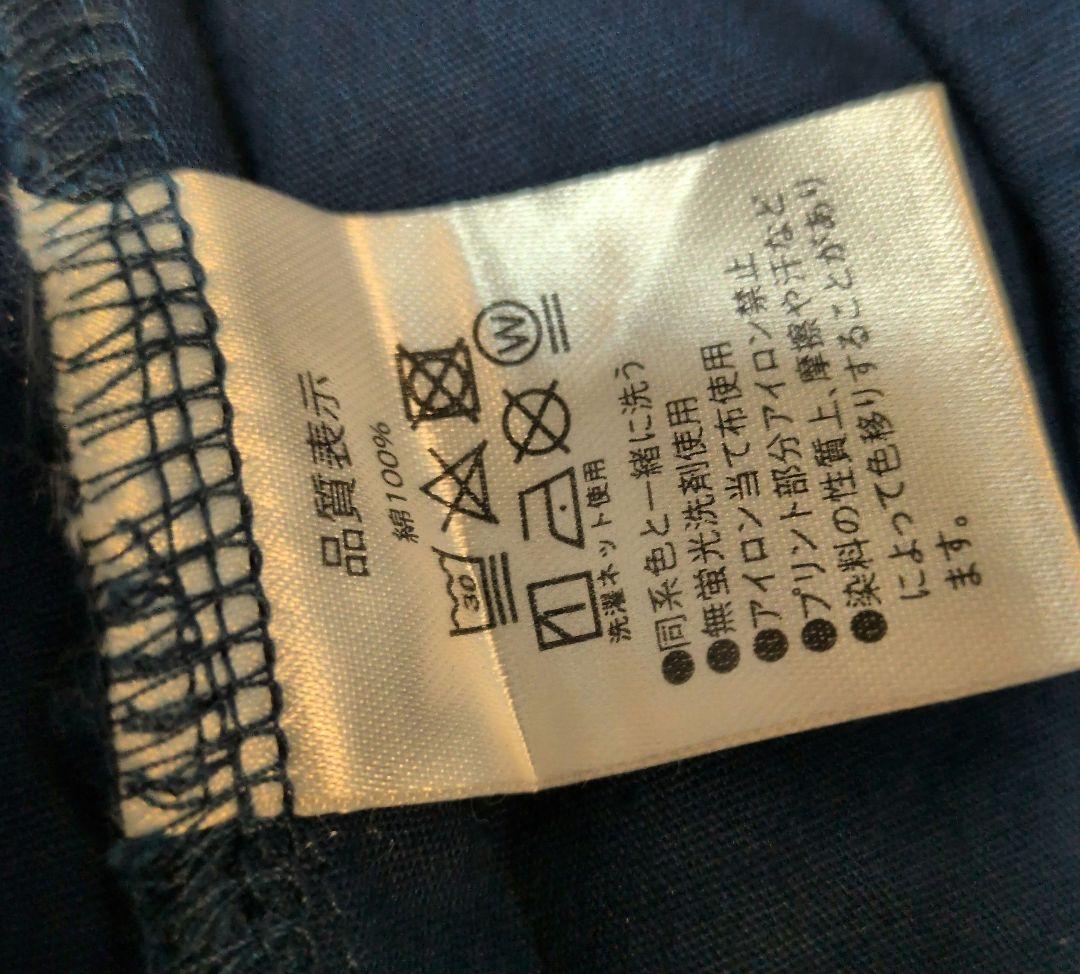 品質表示
綿100%
30
W
洗濯ネット使用
●同系色と一緒に洗う
●無蛍光洗剤使用
●アイロン当て布使用
●プリント部分アイロン禁止
●染料の性質上、摩擦や汗など
によって色移りすることがあり
ます。